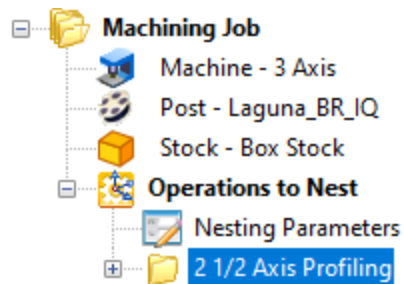 Machining Job
Machine - 3 Axis
Post - Laguna_BR_IQ
Stock - Box Stock
Operations to Nest
Nesting Parameters
2 1/2 Axis Profiling